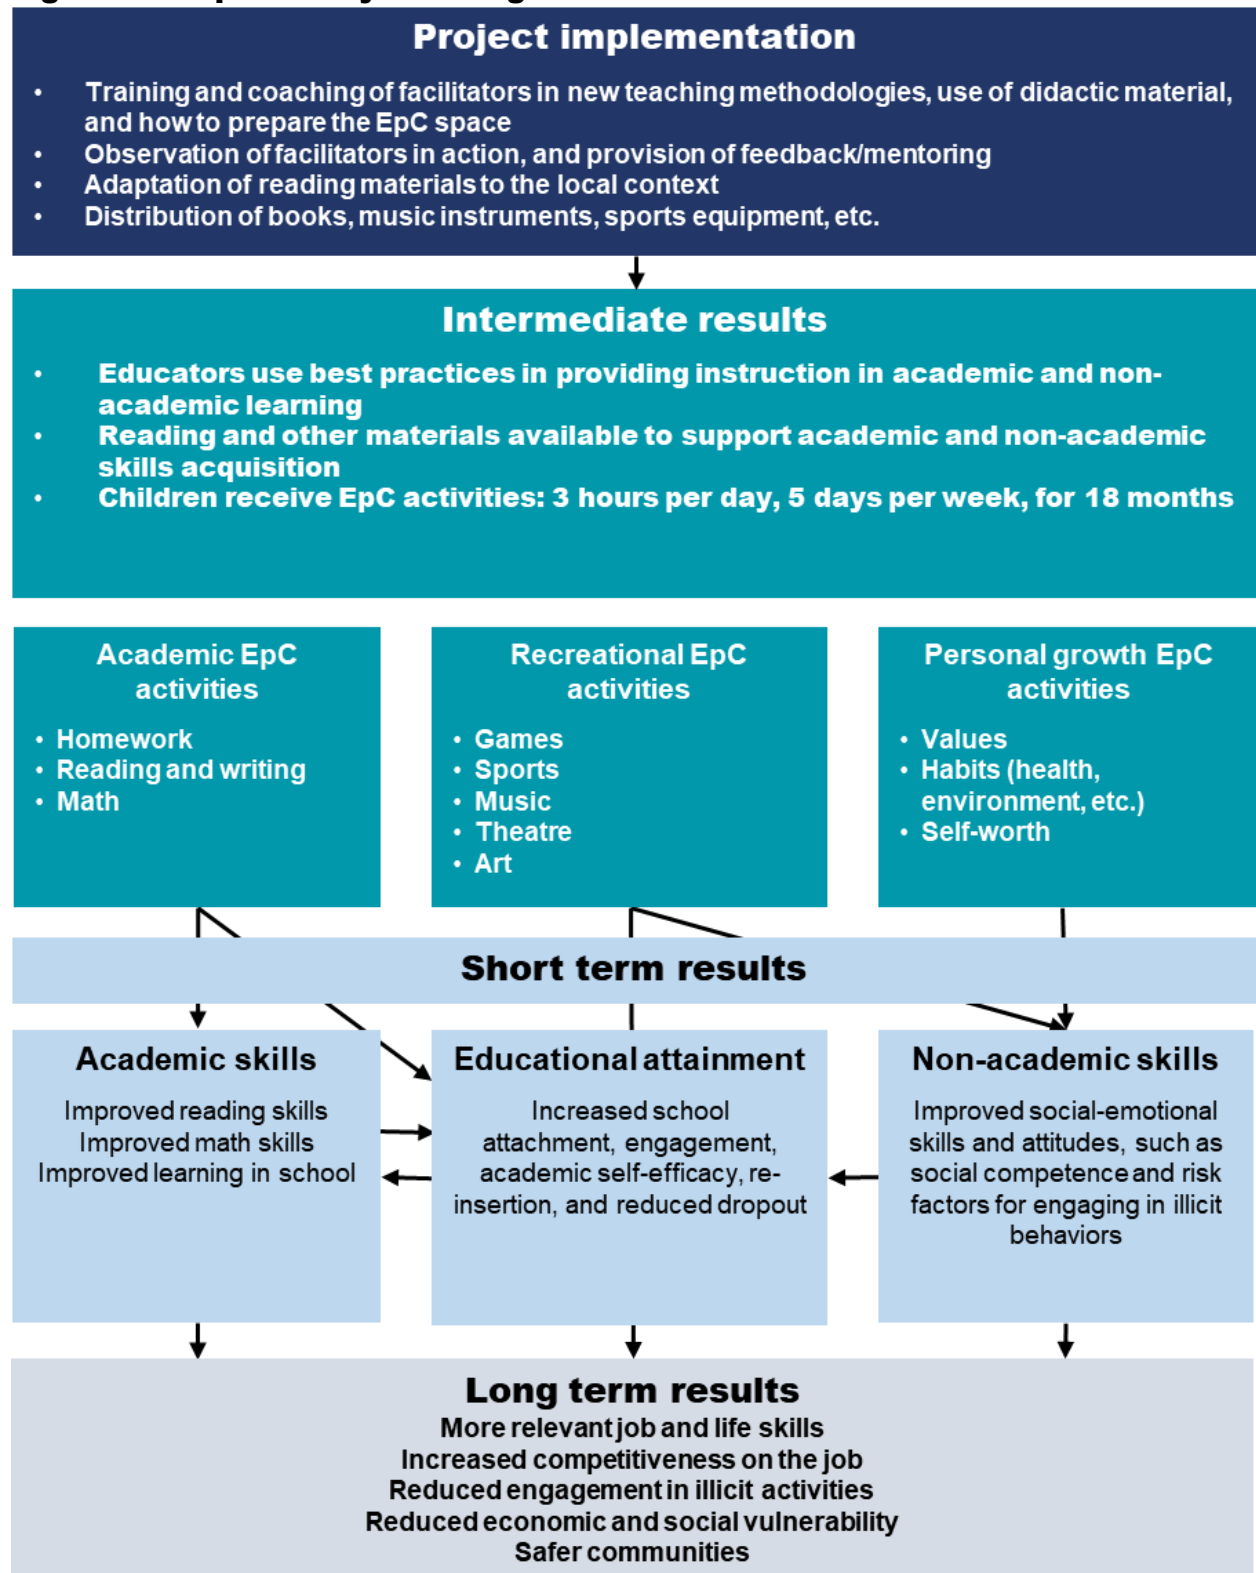 Project implementation
• Training and coaching of facilitators in new teaching methodologies, use of didactic material,
and how to prepare the EpC space
• Observation of facilitators in action, and provision of feedback/mentoring
• Adaptation of reading materials to the local context
• Distribution of books, music instruments, sports equipment, etc.
Intermediate results
• Educators use best practices in providing instruction in academic and non-
academic learning
• Reading and other materials available to support academic and non-academic
skills acquisition
• Children receive EpC activities: 3 hours per day, 5 days per week, for 18 months
Academic EpC
activities
• Homework
• Reading and writing
• Math
Recreational EpC
activities
• Games
• Sports
• Music
• Theatre
• Art
Personal growth EpC
activities
• Values
• Habits (health,
environment, etc.)
• Self-worth
Short term results
Academic skills
Improved reading skills
Improved math skills
Improved learning in school
Educational attainment
Increased school
attachment, engagement,
academic self-efficacy, re-
insertion, and reduced dropout
Non-academic skills
Improved social-emotional
skills and attitudes, such as
social competence and risk
factors for engaging in illicit
behaviors
Long term results
More relevant job and life skills
Increased competitiveness on the job
Reduced engagement in illicit activities
Reduced economic and social vulnerability
Safer communities